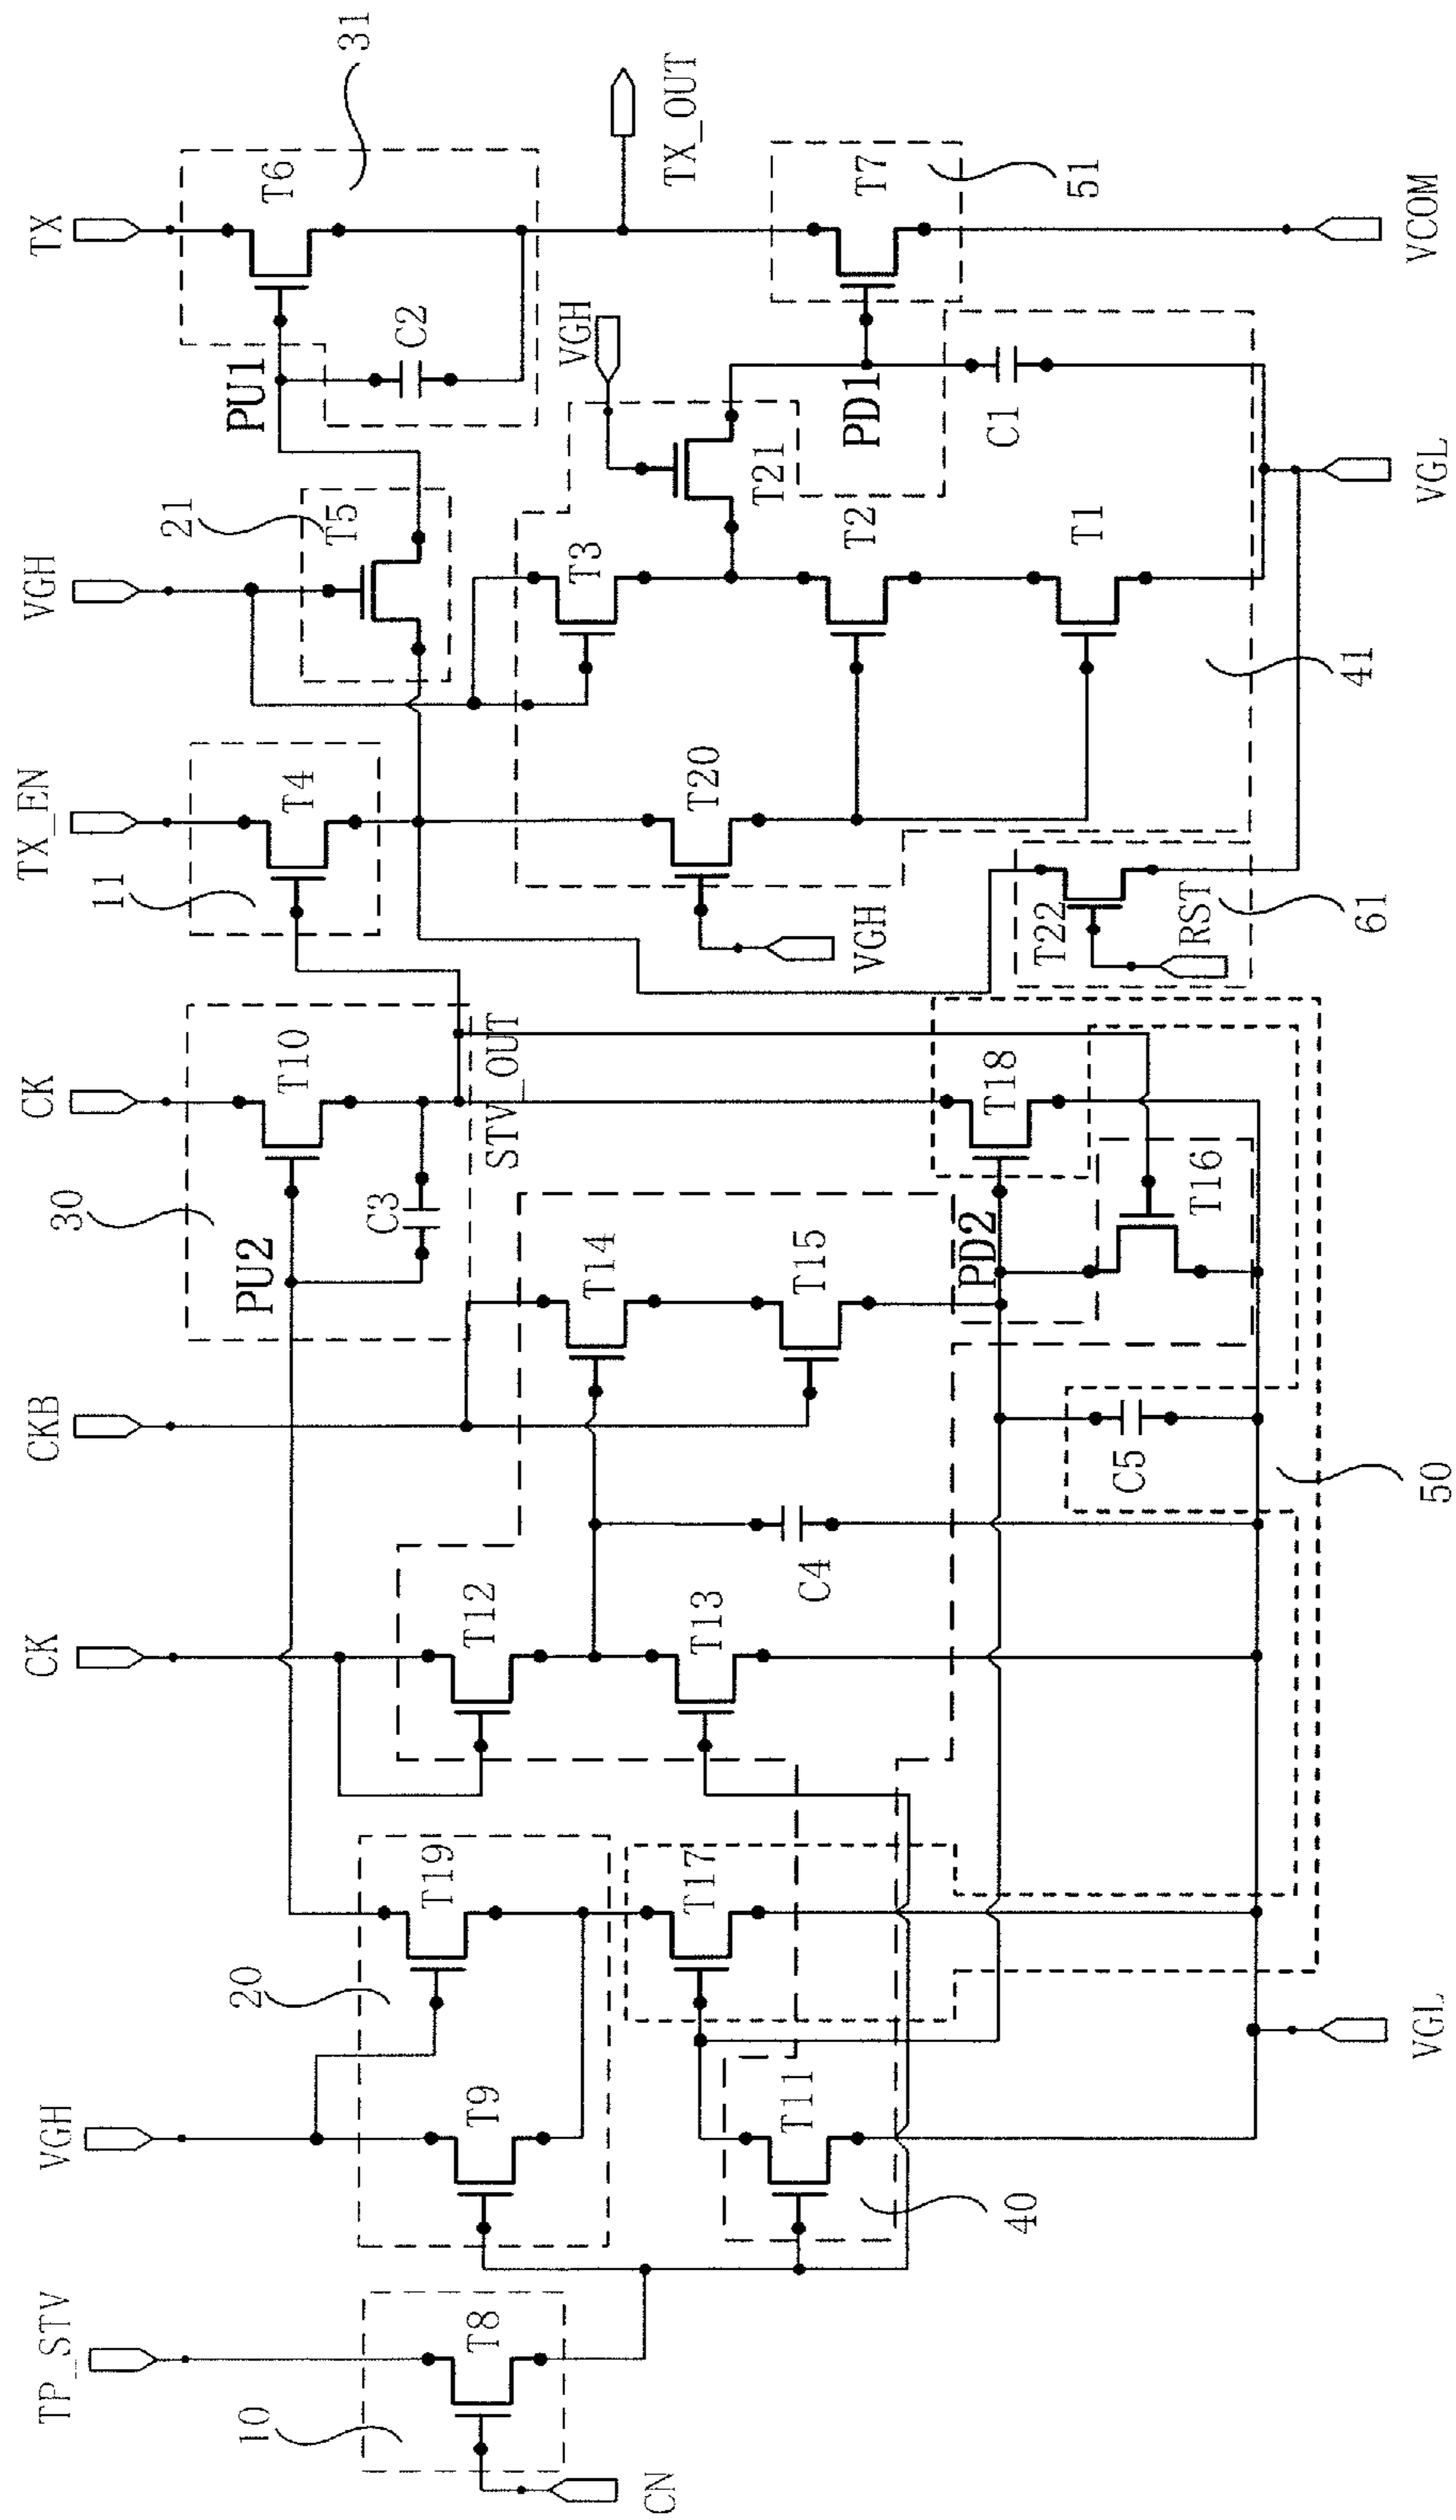 TP_STV
VGH
CK
CKB
CK
TX_EN
VGH
TX
10
T8
CN
20
T9
T19
T11
40
T17
T12
T13
C4
PU2
30
T10
C3
STV_OUT
T14
T15
PD2
T18
T16
C5
50
VGL
11
T4
21
T5
PU1
T6
31
C2
TX_OUT
VGH
T3
T21
T20
VGH
T2
T1
PD1
C1
T7
51
41
T22
RST
61
VGL
VCOM